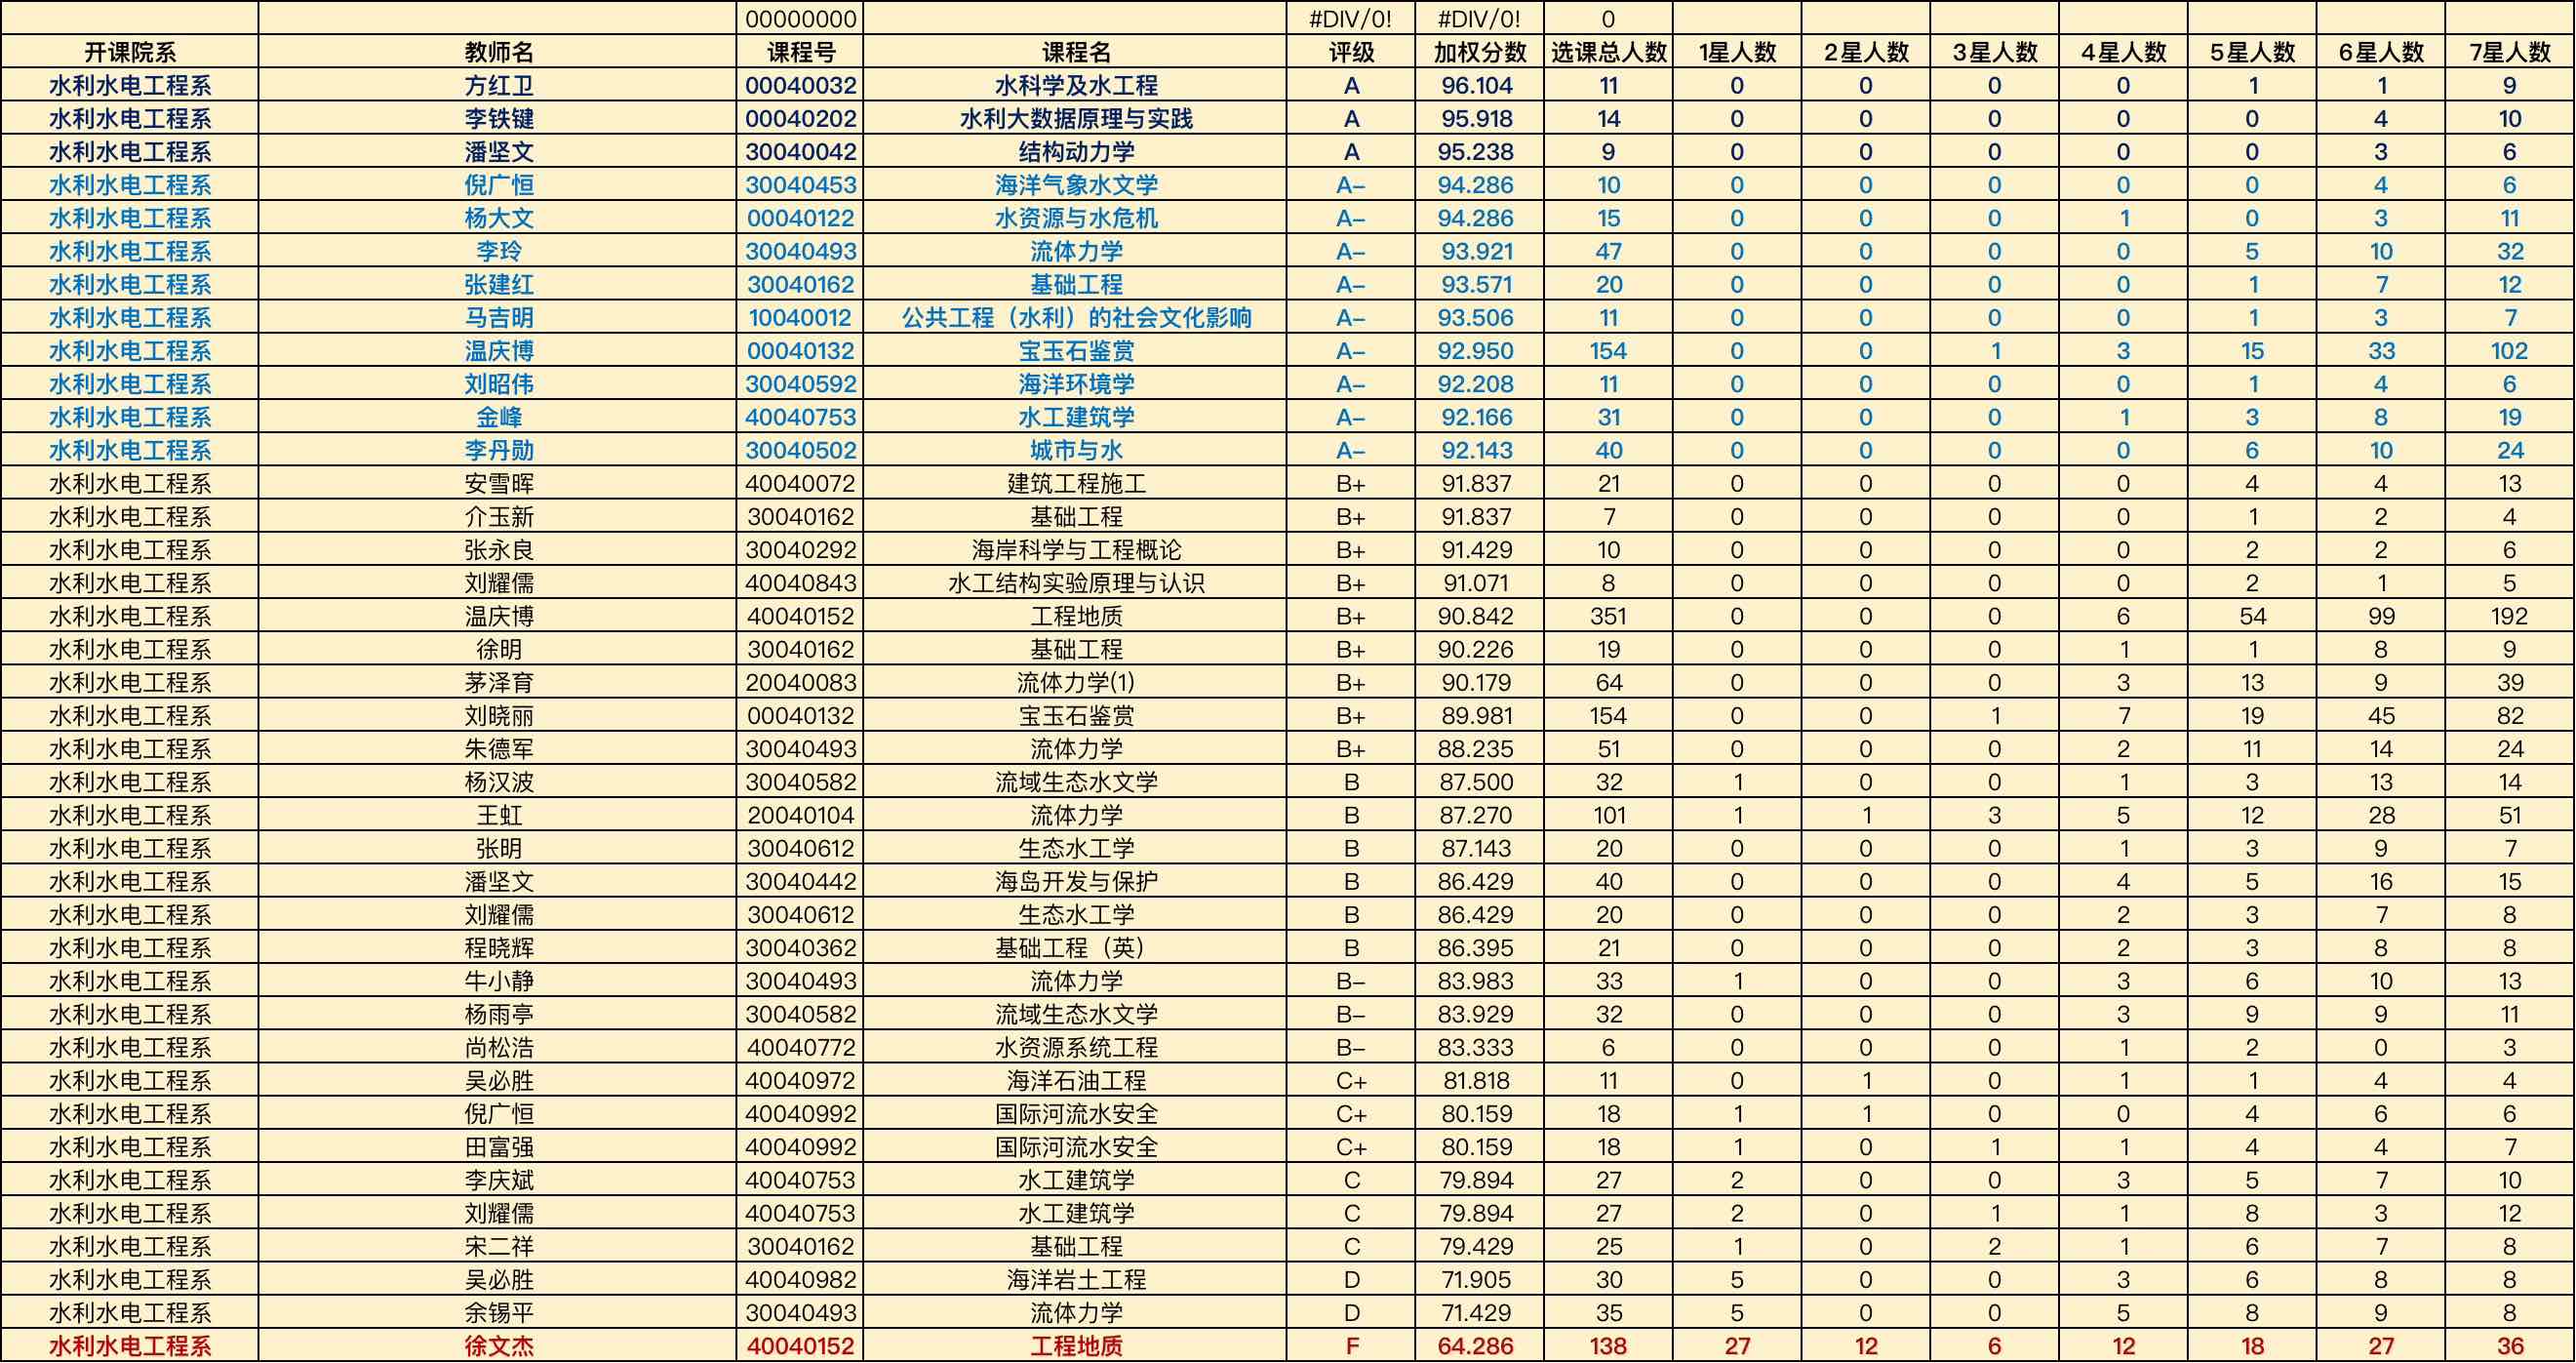 00000000 #DIV/0! #DIV/0! 0
开课院系 教师名 课程号 课程名 评级 加权分数 选课总人数 1星人数 2星人数 3星人数 4星人数 5星人数 6星人数 7星人数
水利水电工程系 方红卫 00040032 水科学及水工程 A 96.104 11 0 0 0 0 1 1 9
水利水电工程系 李铁键 00040202 水利大数据原理与实践 A 95.918 14 0 0 0 0 0 4 10
水利水电工程系 潘坚文 30040042 结构动力学 A 95.238 9 0 0 0 0 0 3 6
水利水电工程系 倪广恒 30040453 海洋气象水文学 A– 94.286 10 0 0 0 0 0 4 6
水利水电工程系 杨大文 00040122 水资源与水危机 A– 94.286 15 0 0 0 1 0 3 11
水利水电工程系 李玲 30040493 流体力学 A– 93.921 47 0 0 0 0 5 10 32
水利水电工程系 张建红 30040162 基础工程 A– 93.571 20 0 0 0 0 1 7 12
水利水电工程系 马吉明 10040012 公共工程（水利）的社会文化影响 A– 93.506 11 0 0 0 0 1 3 7
水利水电工程系 温庆博 00040132 宝玉石鉴赏 A– 92.950 154 0 0 1 3 15 33 102
水利水电工程系 刘昭伟 30040592 海洋环境学 A– 92.208 11 0 0 0 0 1 4 6
水利水电工程系 金峰 40040753 水工建筑学 A– 92.166 31 0 0 0 1 3 8 19
水利水电工程系 李丹勋 30040502 城市与水 A– 92.143 40 0 0 0 0 6 10 24
水利水电工程系 安雪晖 40040072 建筑工程施工 B+ 91.837 21 0 0 0 0 4 4 13
水利水电工程系 介玉新 30040162 基础工程 B+ 91.837 7 0 0 0 0 1 2 4
水利水电工程系 张永良 30040292 海岸科学与工程概论 B+ 91.429 10 0 0 0 0 2 2 6
水利水电工程系 刘耀儒 40040843 水工结构实验原理与认识 B+ 91.071 8 0 0 0 0 2 1 5
水利水电工程系 温庆博 40040152 工程地质 B+ 90.842 351 0 0 0 6 54 99 192
水利水电工程系 徐明 30040162 基础工程 B+ 90.226 19 0 0 0 1 1 8 9
水利水电工程系 茅泽育 20040083 流体力学(1) B+ 90.179 64 0 0 0 3 13 9 39
水利水电工程系 刘晓丽 00040132 宝玉石鉴赏 B+ 89.981 154 0 0 1 7 19 45 82
水利水电工程系 朱德军 30040493 流体力学 B+ 88.235 51 0 0 0 2 11 14 24
水利水电工程系 杨汉波 30040582 流域生态水文学 B 87.500 32 1 0 0 1 3 13 14
水利水电工程系 王虹 20040104 流体力学 B 87.270 101 1 1 3 5 12 28 51
水利水电工程系 张明 30040612 生态水工学 B 87.143 20 0 0 0 1 3 9 7
水利水电工程系 潘坚文 30040442 海岛开发与保护 B 86.429 40 0 0 0 4 5 16 15
水利水电工程系 刘耀儒 30040612 生态水工学 B 86.429 20 0 0 0 2 3 7 8
水利水电工程系 程晓辉 30040362 基础工程（英） B 86.395 21 0 0 0 2 3 8 8
水利水电工程系 牛小静 30040493 流体力学 B– 83.983 33 1 0 0 3 6 10 13
水利水电工程系 杨雨亭 30040582 流域生态水文学 B– 83.929 32 0 0 0 3 9 9 11
水利水电工程系 尚松浩 40040772 水资源系统工程 B– 83.333 6 0 0 0 1 2 0 3
水利水电工程系 吴必胜 40040972 海洋石油工程 C+ 81.818 11 0 1 0 1 1 4 4
水利水电工程系 倪广恒 40040992 国际河流水安全 C+ 80.159 18 1 1 0 0 4 6 6
水利水电工程系 田富强 40040992 国际河流水安全 C+ 80.159 18 1 0 1 1 4 4 7
水利水电工程系 李庆斌 40040753 水工建筑学 C 79.894 27 2 0 0 3 5 7 10
水利水电工程系 刘耀儒 40040753 水工建筑学 C 79.894 27 2 0 1 1 8 3 12
水利水电工程系 宋二祥 30040162 基础工程 C 79.429 25 1 0 2 1 6 7 8
水利水电工程系 吴必胜 40040982 海洋岩土工程 D 71.905 30 5 0 0 3 6 8 8
水利水电工程系 余锡平 30040493 流体力学 D 71.429 35 5 0 0 5 8 9 8
水利水电工程系 徐文杰 40040152 工程地质 F 64.286 138 27 12 6 12 18 27 36